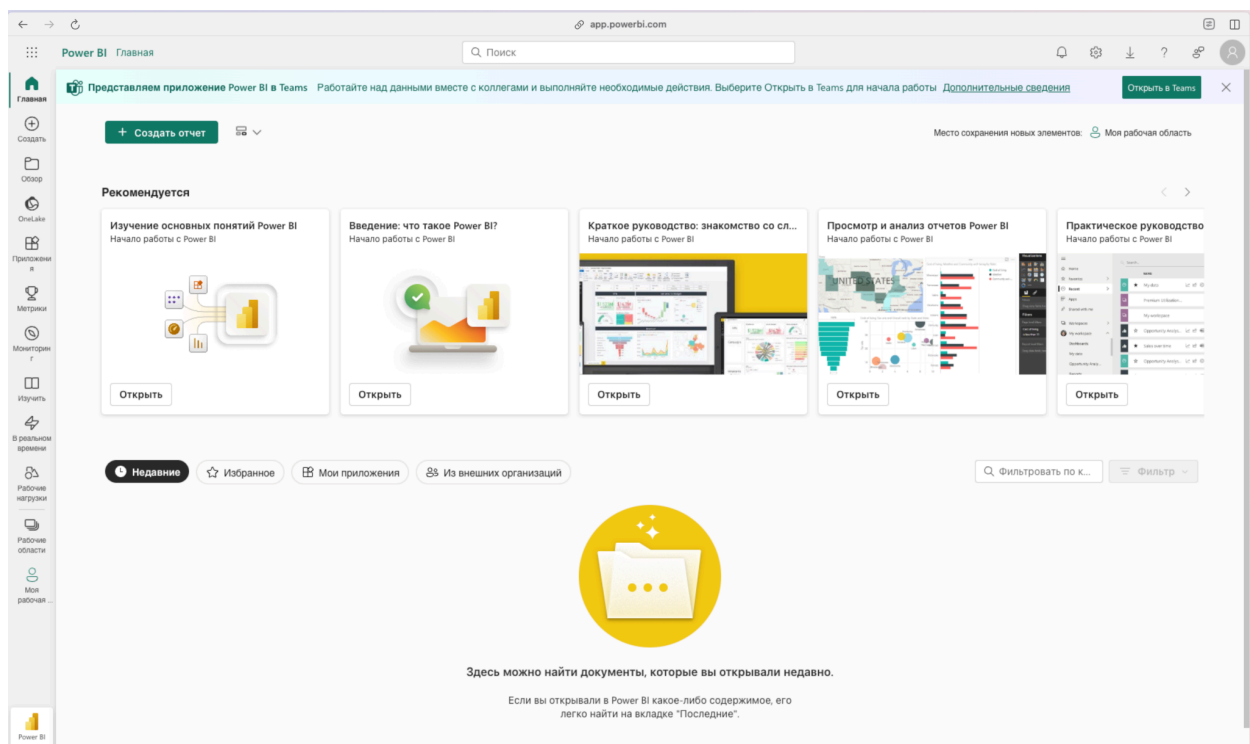 app.powerbi.com
Power BI Главная
Поиск
Представляем приложение Power BI в Teams Работайте над данными вместе с коллегами и выполняйте необходимые действия. Выберите Открыть в Teams для начала работы Дополнительные сведения
Открыть в Teams
Главная
Создать
Обзор
OneLake
Приложени
я
Метрики
Мониторин
г
Изучить
В реальном
времени
Рабочие
нагрузки
Рабочие
области
Моя
рабочая ...
Power BI
+ Создать отчет
Место сохранения новых элементов: Моя рабочая область
Рекомендуется
Изучение основных понятий Power BI
Начало работы с Power BI
Открыть
Введение: что такое Power BI?
Начало работы с Power BI
Открыть
Краткое руководство: знакомство со сл...
Начало работы с Power BI
Открыть
Просмотр и анализ отчетов Power BI
Начало работы с Power BI
UNITED STATES
Открыть
Практическое руководство
Начало работы с Power BI
Открыть
Недавние
Избранное
Мои приложения
Из внешних организаций
Фильтровать по к...
Фильтр
Здесь можно найти документы, которые вы открывали недавно.
Если вы открывали в Power BI какое-либо содержимое, его
легко найти на вкладке "Последние".